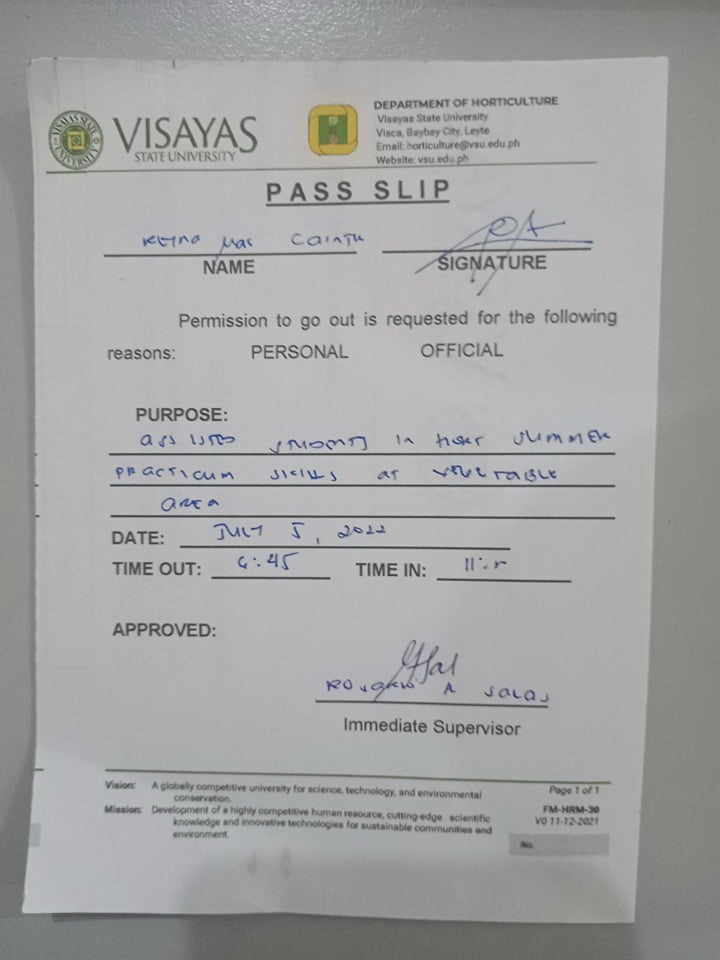 VISAYAS
STATE UNIVERSITY
DEPARTMENT OF HORTICULTURE
Visayas State University
Visca, Baybay City, Leyte
Email: horticulture@vsu.edu.ph
Website: vsu.edu.ph
PASS SLIP
NAME
SIGNATURE
Permission to go out is requested for the following
reasons: PERSONAL OFFICIAL
PURPOSE:
in SUMMER
PRACTICUM SKILLS at VEGETABLE
area
DATE: JULY 5, 2022
TIME OUT: 6:45 TIME IN:
APPROVED:
A Salas
Immediate Supervisor
Vision: A globally competitive university for science, technology, and environmental
conservation.
Mission: Development of a highly competitive human resource, cutting-edge scientific
knowledge and innovative technologies for sustainable communities and
environment.
Page 1 of 1
FM-HRM-30
V0 11-12-2021
No.